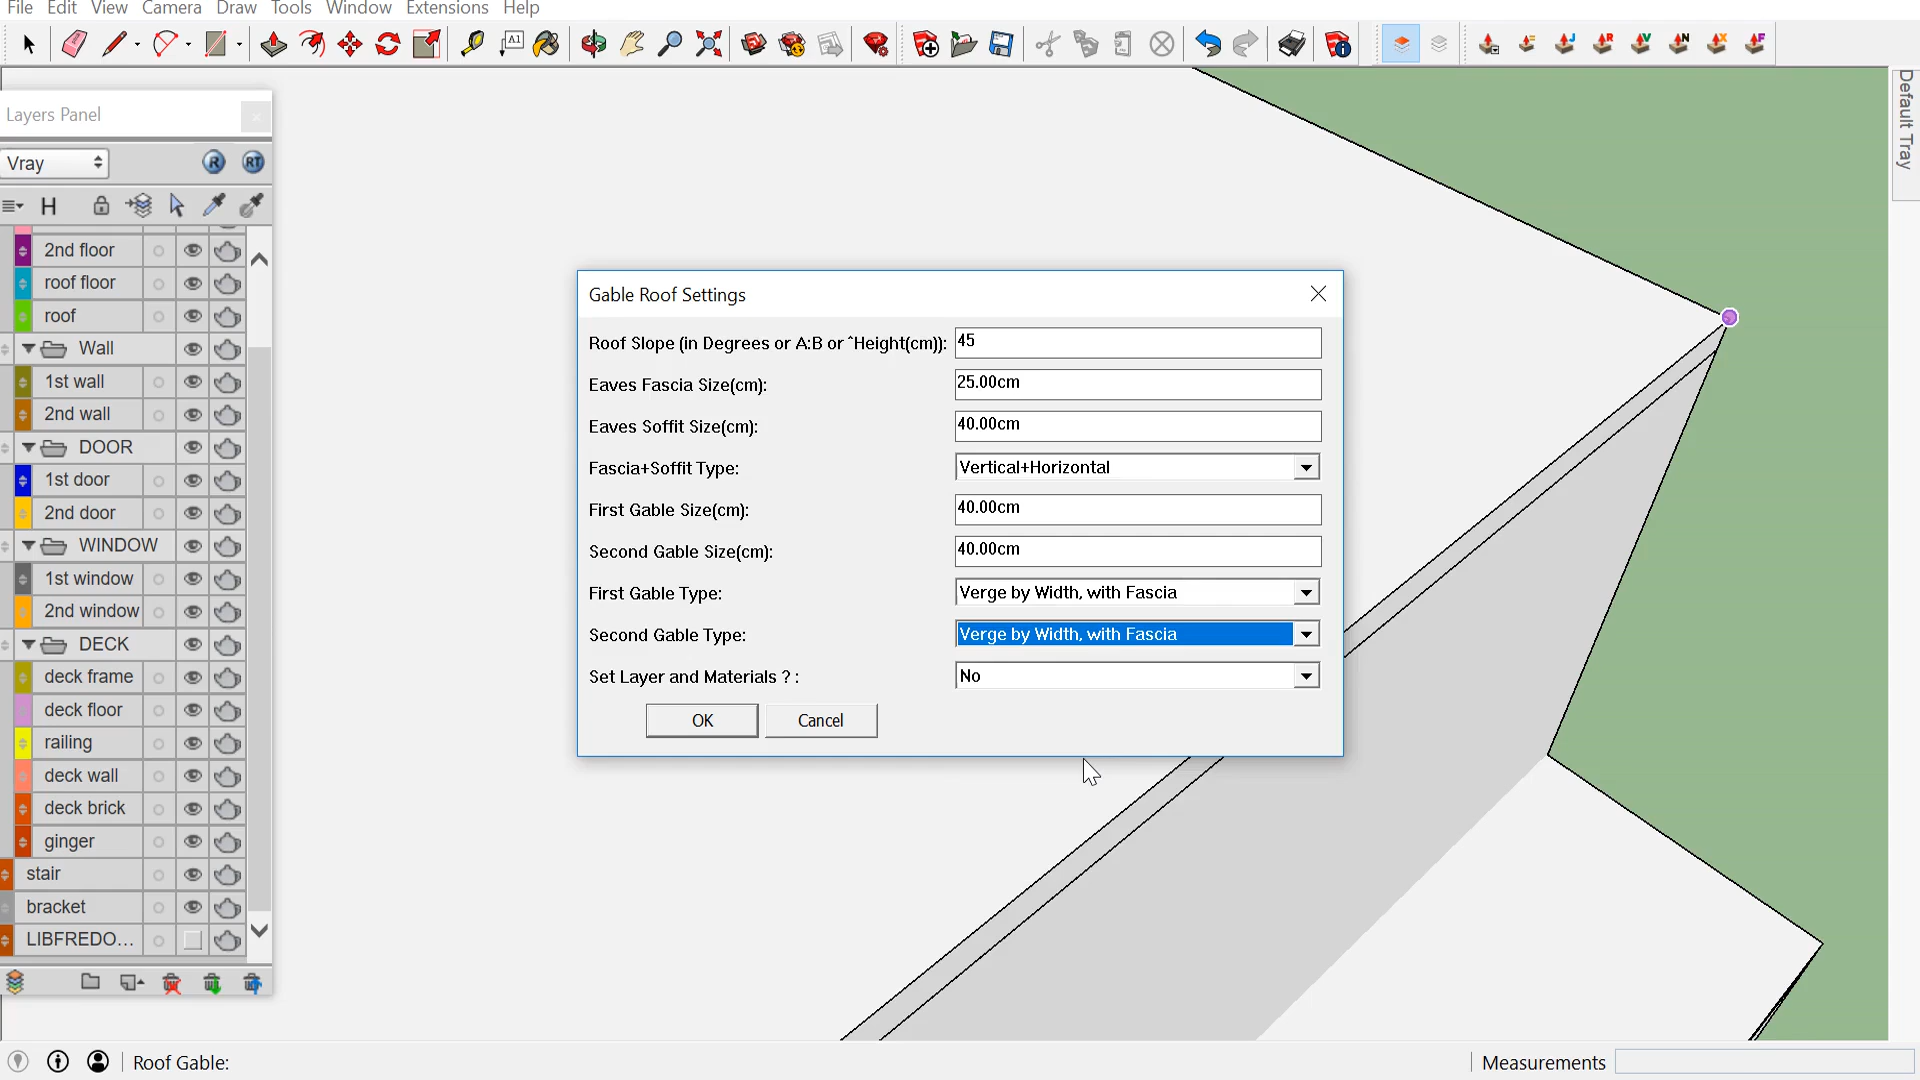 File Edit View Camera Draw Tools Window Extensions Help
Layers Panel
Vray
R RT
H
2nd floor
roof floor
roof
Wall
1st wall
2nd wall
DOOR
1st door
2nd door
WINDOW
1st window
2nd window
DECK
deck frame
deck floor
railing
deck wall
deck brick
ginger
stair
bracket
LIBFREDO...
Gable Roof Settings
Roof Slope (in Degrees or A:B or ^Height(cm)): 45
Eaves Fascia Size(cm): 25.00cm
Eaves Soffit Size(cm): 40.00cm
Fascia+Soffit Type: Vertical+Horizontal
First Gable Size(cm): 40.00cm
Second Gable Size(cm): 40.00cm
First Gable Type: Verge by Width, with Fascia
Second Gable Type: Verge by Width, with Fascia
Set Layer and Materials ? : No
OK Cancel
Default Tray
Roof Gable:
Measurements